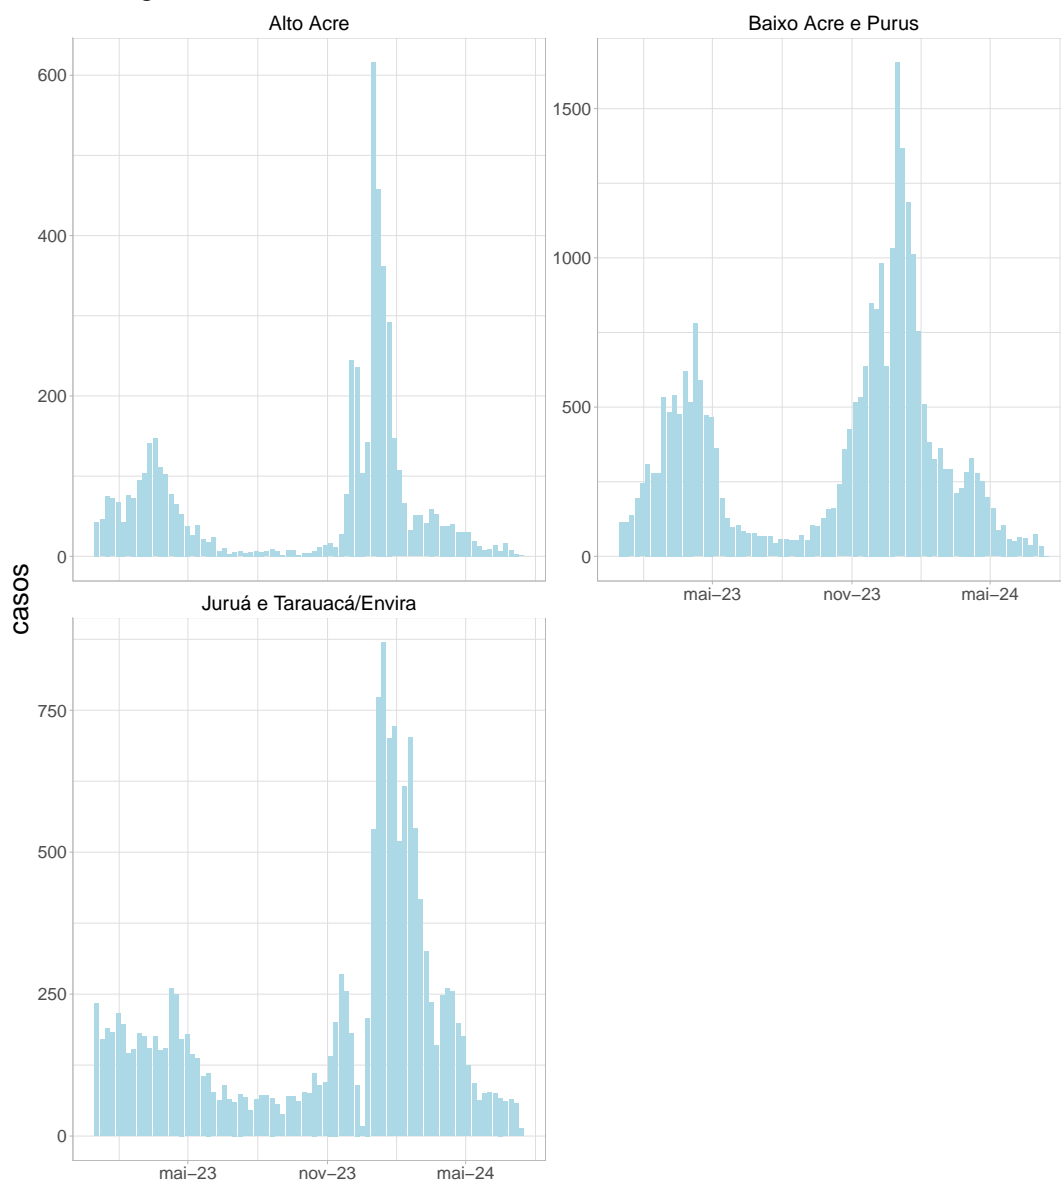 Alto Acre
Baixo Acre e Purus
600
400
200
0
1500
1000
500
0
mai–23
nov–23
mai–24
casos
Juruá e Tarauacá/Envira
750
500
250
0
mai–23
nov–23
mai–24